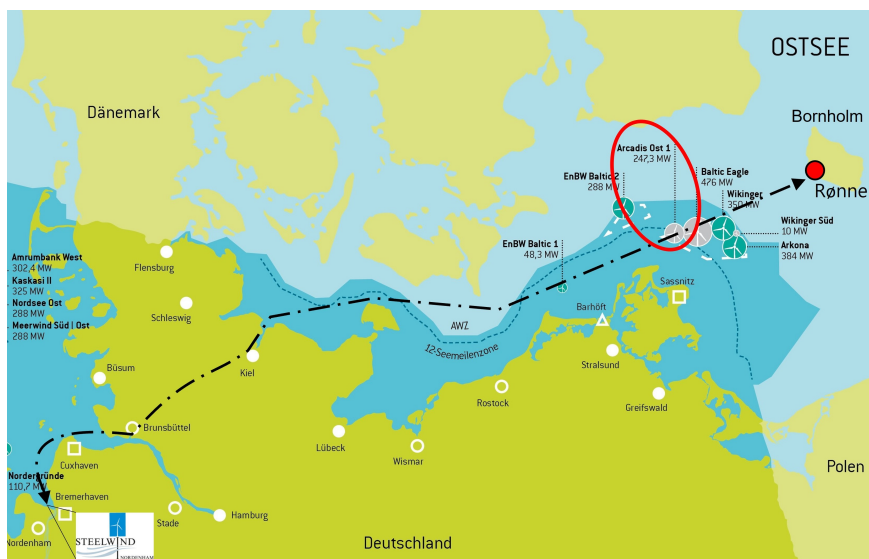 OSTSEE
Dänemark
Bornholm
Arcadis Ost 1
247,3 MW
Baltic Eagle
476 MW
EnBW Baltic 2
288 MW
Wikinger
350 MW
Rønne
Wikinger Süd
10 MW
Arkona
384 MW
EnBW Baltic 1
48,3 MW
Amrumbank West
302,4 MW
Kaskasi II
325 MW
Nordsee Ost
288 MW
Meerwind Süd | Ost
288 MW
Flensburg
Schleswig
Sassnitz
Barhöft
AWZ
12-Seemeilenzone
Büsum
Kiel
Stralsund
Rostock
Greifswald
Brunsbüttel
Lübeck
Wismar
Cuxhaven
Nordergründe
110,7 MW
Bremerhaven
Polen
Stade
Hamburg
Nordenham
STEELWIND
NORDENHAM
Deutschland